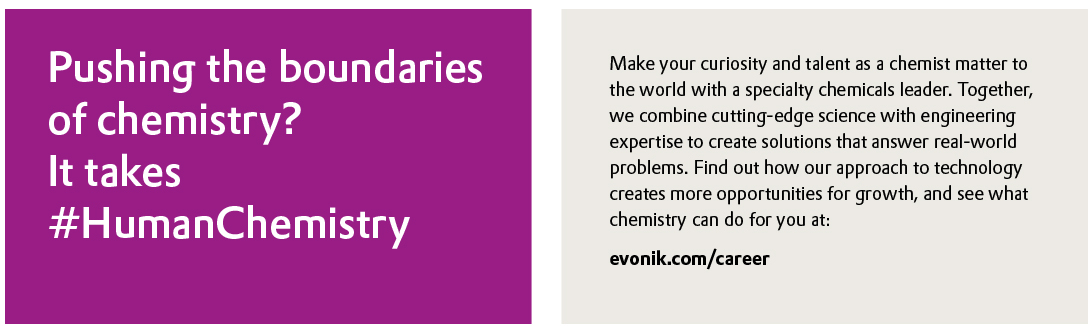 Pushing the boundaries
of chemistry?
It takes
#HumanChemistry
Make your curiosity and talent as a chemist matter to
the world with a specialty chemicals leader. Together,
we combine cutting-edge science with engineering
expertise to create solutions that answer real-world
problems. Find out how our approach to technology
creates more opportunities for growth, and see what
chemistry can do for you at:
evonik.com/career